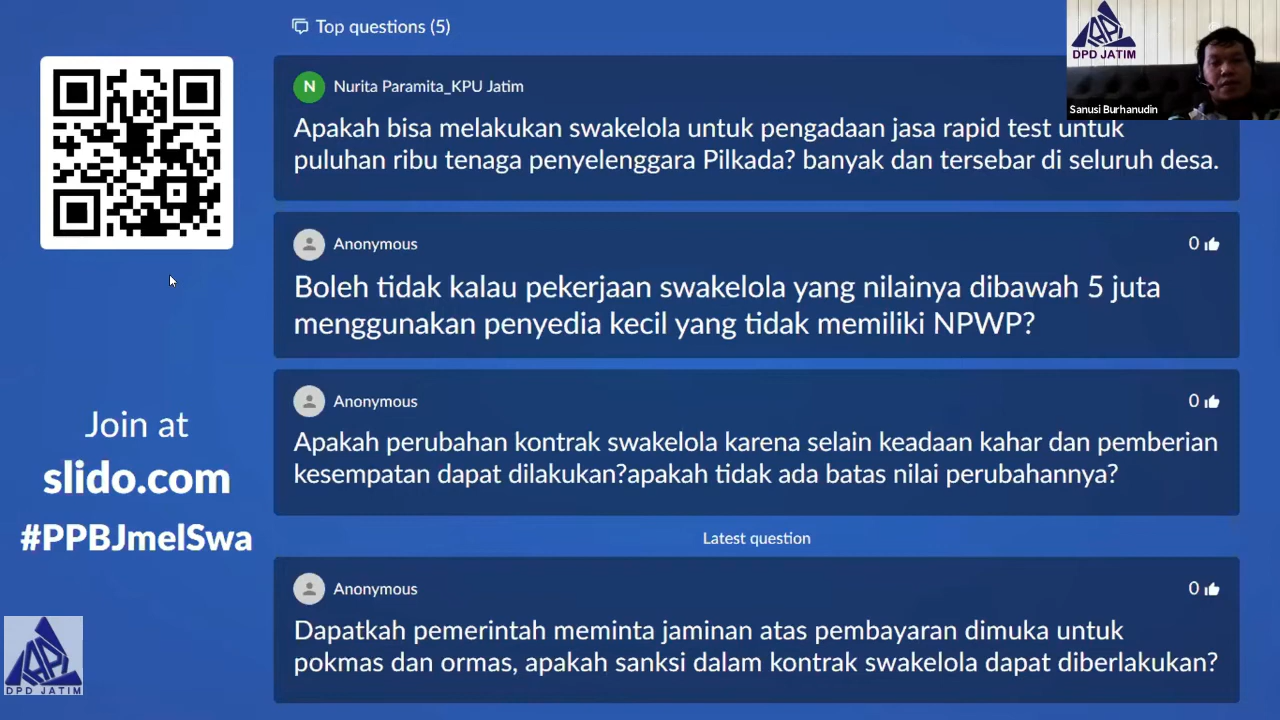 Top questions (5)
DPD JATIM
Sanusi Burhanudin
N
Nurita Paramita_KPU Jatim
Apakah bisa melakukan swakelola untuk pengadaan jasa rapid test untuk
puluhan ribu tenaga penyelenggara Pilkada? banyak dan tersebar di seluruh desa.
Anonymous
0
Boleh tidak kalau pekerjaan swakelola yang nilainya dibawah 5 juta
menggunakan penyedia kecil yang tidak memiliki NPWP?
Anonymous
0
Apakah perubahan kontrak swakelola karena selain keadaan kahar dan pemberian
kesempatan dapat dilakukan?apakah tidak ada batas nilai perubahannya?
Latest question
Anonymous
0
Dapatkah pemerintah meminta jaminan atas pembayaran dimuka untuk
pokmas dan ormas, apakah sanksi dalam kontrak swakelola dapat diberlakukan?
Join at
slido.com
#PPBJmelSwa
DPD JATIM